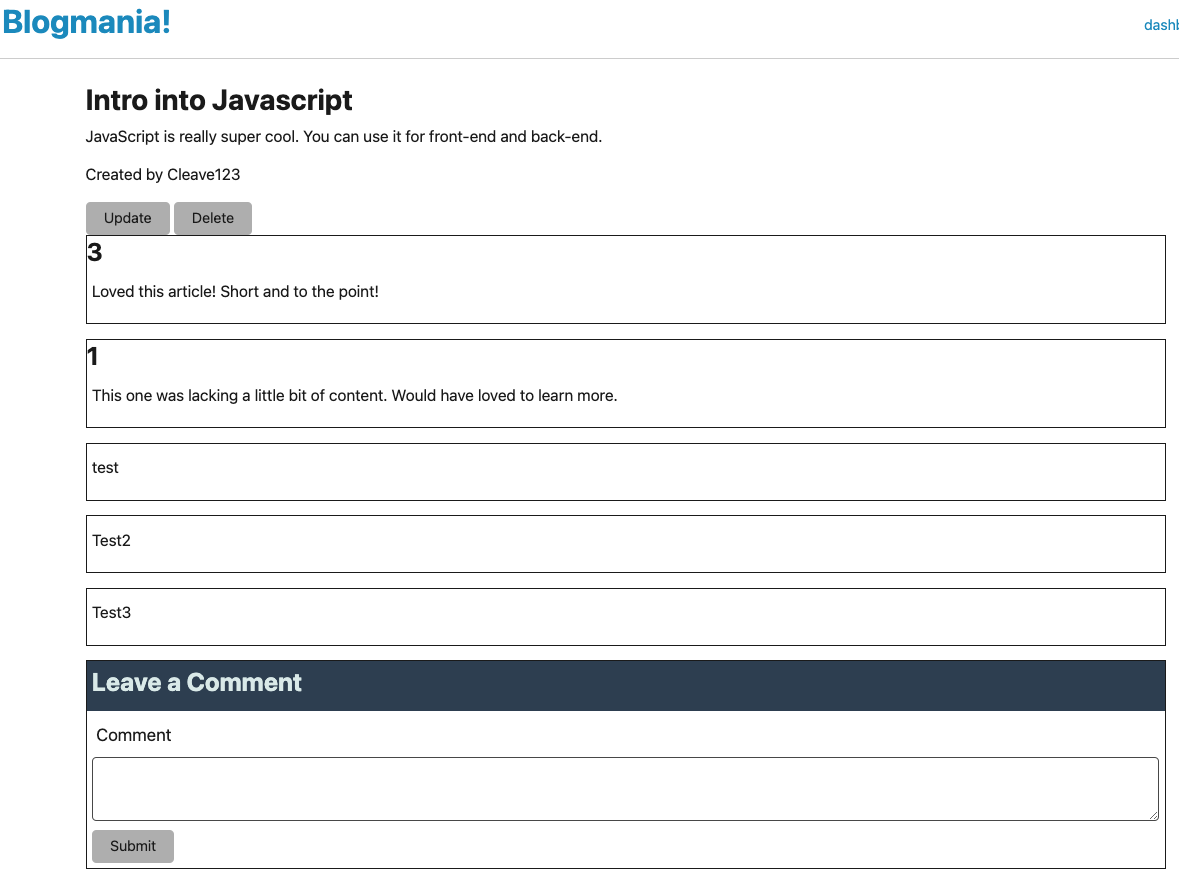 Blogmania!
dashb
Intro into Javascript
JavaScript is really super cool. You can use it for front-end and back-end.
Created by Cleave123
Update Delete
3
Loved this article! Short and to the point!
1
This one was lacking a little bit of content. Would have loved to learn more.
test
Test2
Test3
Leave a Comment
Comment
Submit